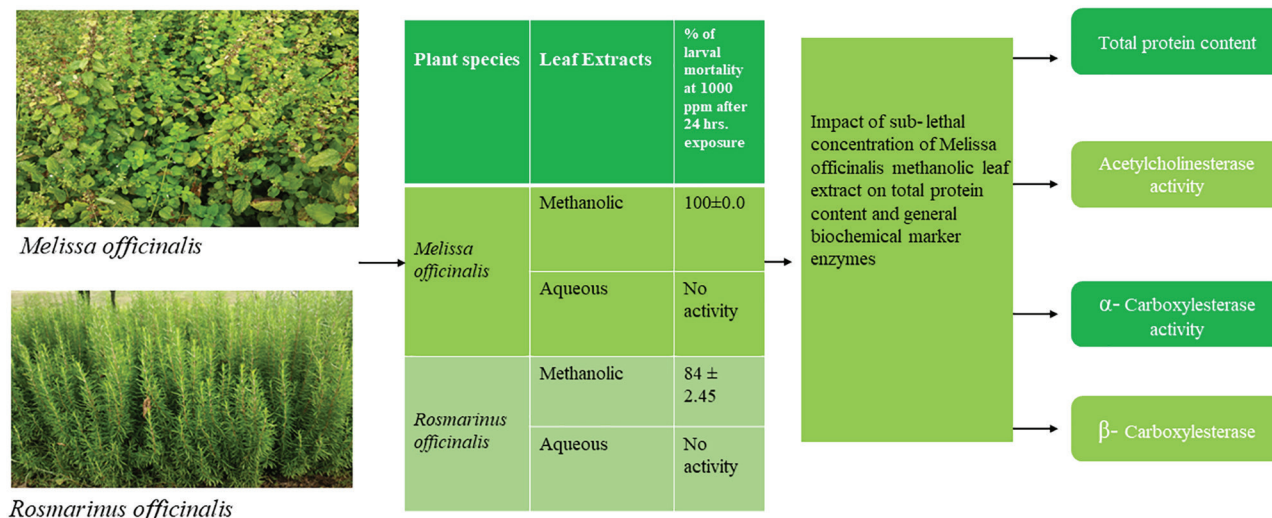 Melissa officinalis
Rosmarinus officinalis
Plant species
Leaf Extracts
% of
larval
mortality
at 1000
ppm after
24 hrs.
exposure
Melissa
officinalis
Methanolic
100±0.0
Aqueous
No
activity
Rosmarinus
officinalis
Methanolic
84 ±
2.45
Aqueous
No
activity
Impact of sub- lethal
concentration of Melissa
officinalis methanolic leaf
extract on total protein
content and general
biochemical marker
enzymes
Total protein content
Acetylcholinesterase
activity
α- Carboxylesterase
activity
β- Carboxylesterase